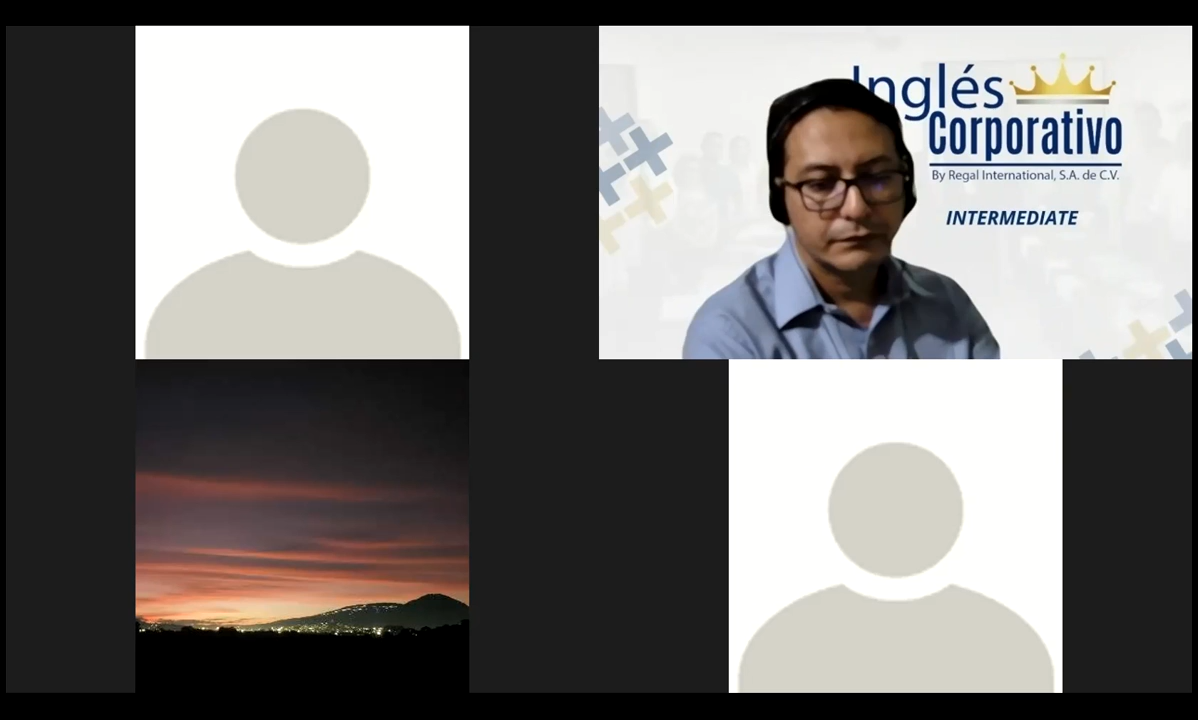 Inglés
Corporativo
By Regal International, S.A. de C.V.
INTERMEDIATE